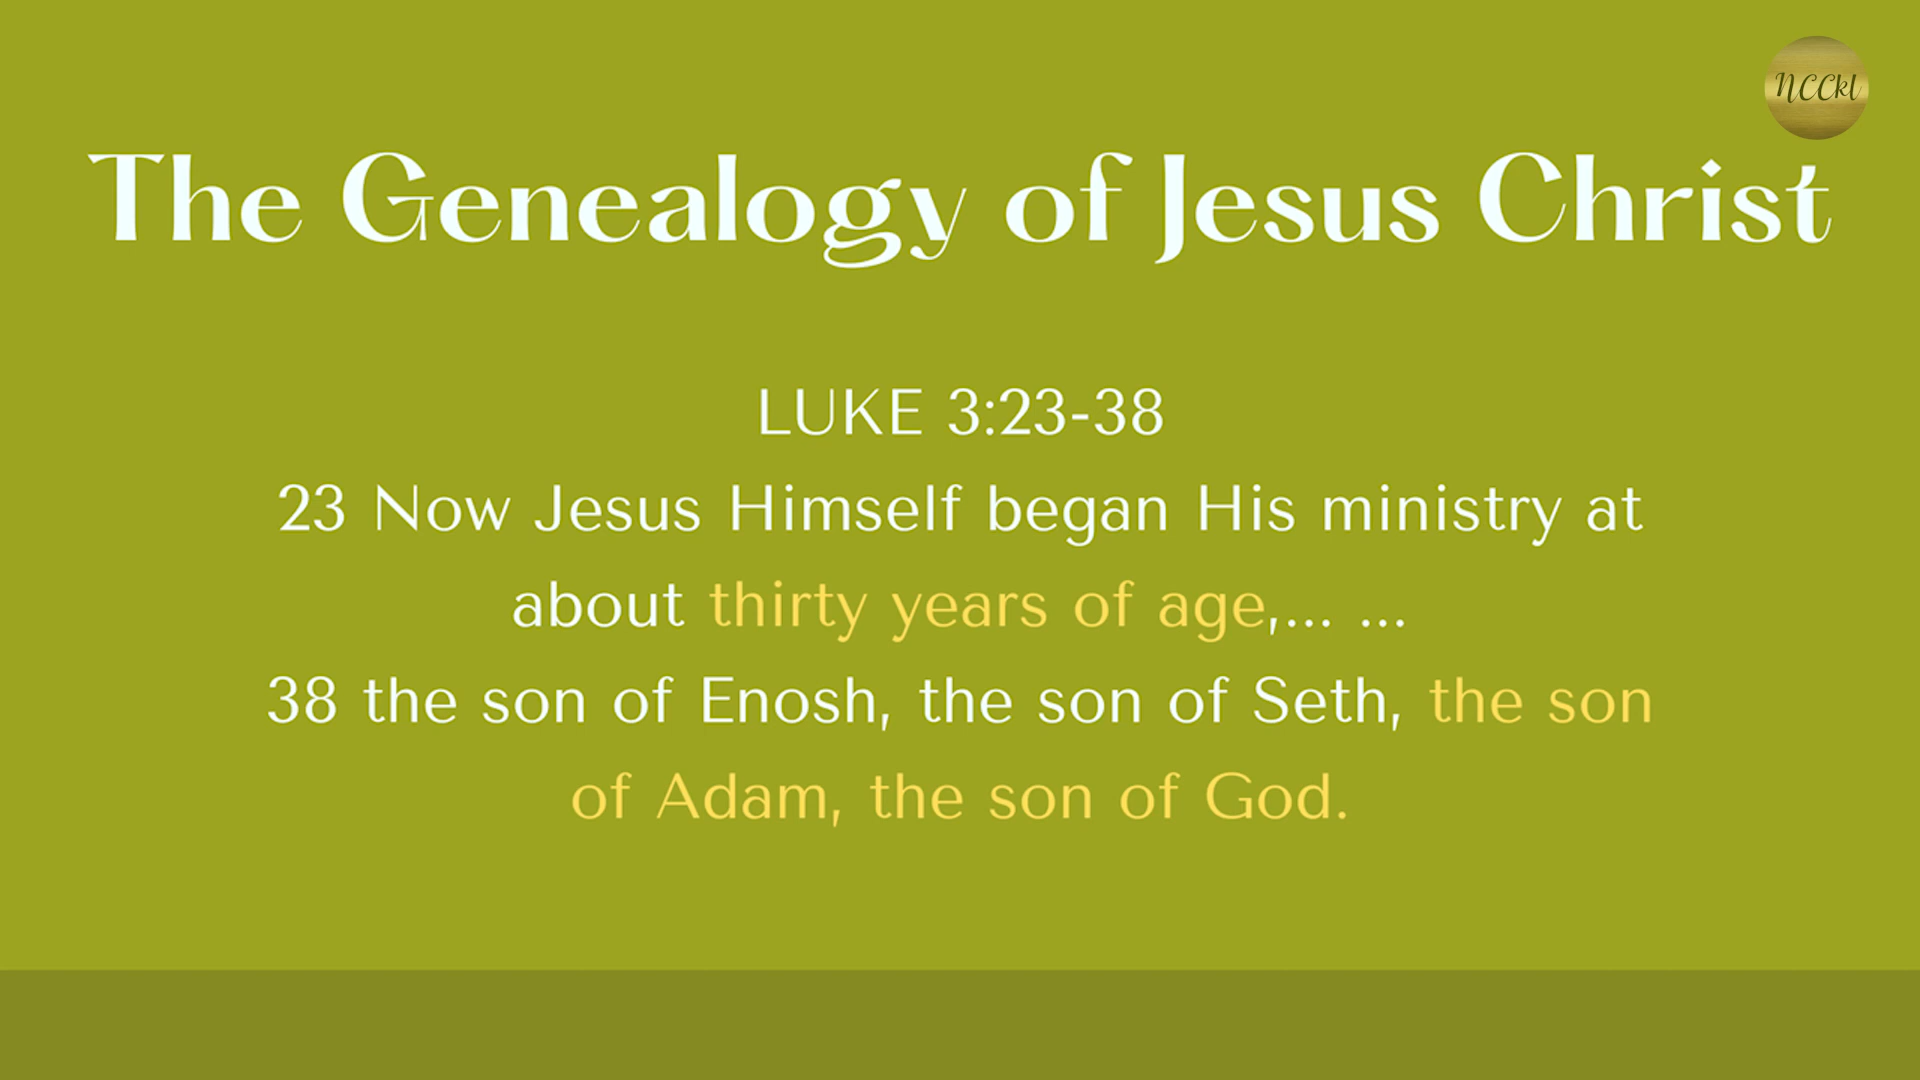 NCCkl
The Genealogy of Jesus Christ
LUKE 3:23-38
23 Now Jesus Himself began His ministry at
about thirty years of age,... ...
38 the son of Enosh, the son of Seth, the son
of Adam, the son of God.